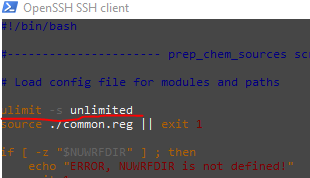 OpenSSH SSH client
#!/bin/bash
#---------------------- prep_chem_sources sc
# Load config file for modules and paths
ulimit -s unlimited
source ./common.reg || exit 1
if [ -z "$NUWRFDIR" ] ; then
echo "ERROR, NUWRFDIR is not defined!"